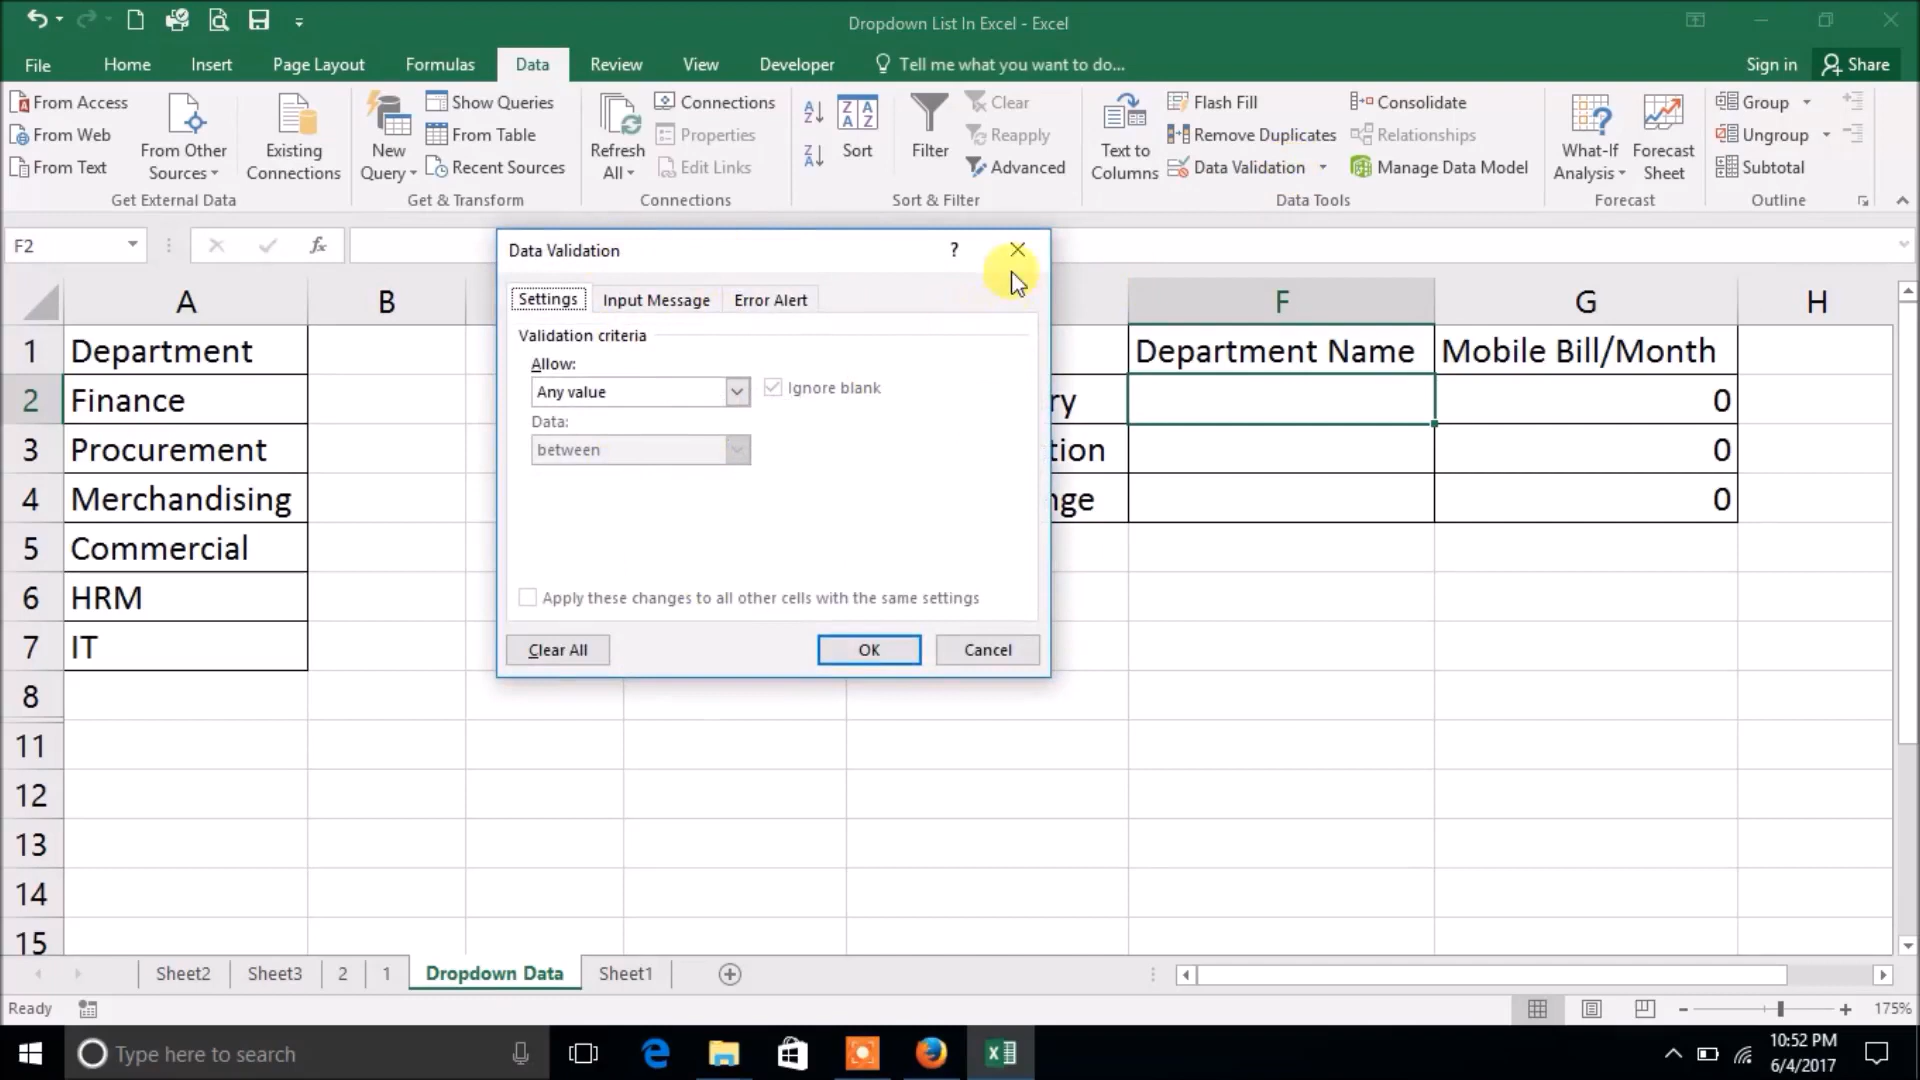 Dropdown List In Excel - Excel
File Home Insert Page Layout Formulas Data Review View Developer Tell me what you want to do... Sign in Share
From Access
From Web
From Text
From Other Sources
Existing Connections
Get External Data
New Query
Show Queries
From Table
Recent Sources
Get & Transform
Refresh All
Connections
Properties
Edit Links
Connections
Sort
Filter
Clear
Reapply
Advanced
Sort & Filter
Text to Columns
Flash Fill
Remove Duplicates
Data Validation
Consolidate
Relationships
Manage Data Model
Data Tools
What-If Analysis
Forecast Sheet
Forecast
Group
Ungroup
Subtotal
Outline
F2 fx
A B F G H
1 Department Department Name Mobile Bill/Month
2 Finance ry 0
3 Procurement tion 0
4 Merchandising nge 0
5 Commercial
6 HRM
7 IT
8
11
12
13
14
15
Data Validation ?
Settings Input Message Error Alert
Validation criteria
Allow:
Any value Ignore blank
Data:
between
Apply these changes to all other cells with the same settings
Clear All OK Cancel
Sheet2 Sheet3 2 1 Dropdown Data Sheet1
Ready 175%
Type here to search
10:52 PM
6/4/2017